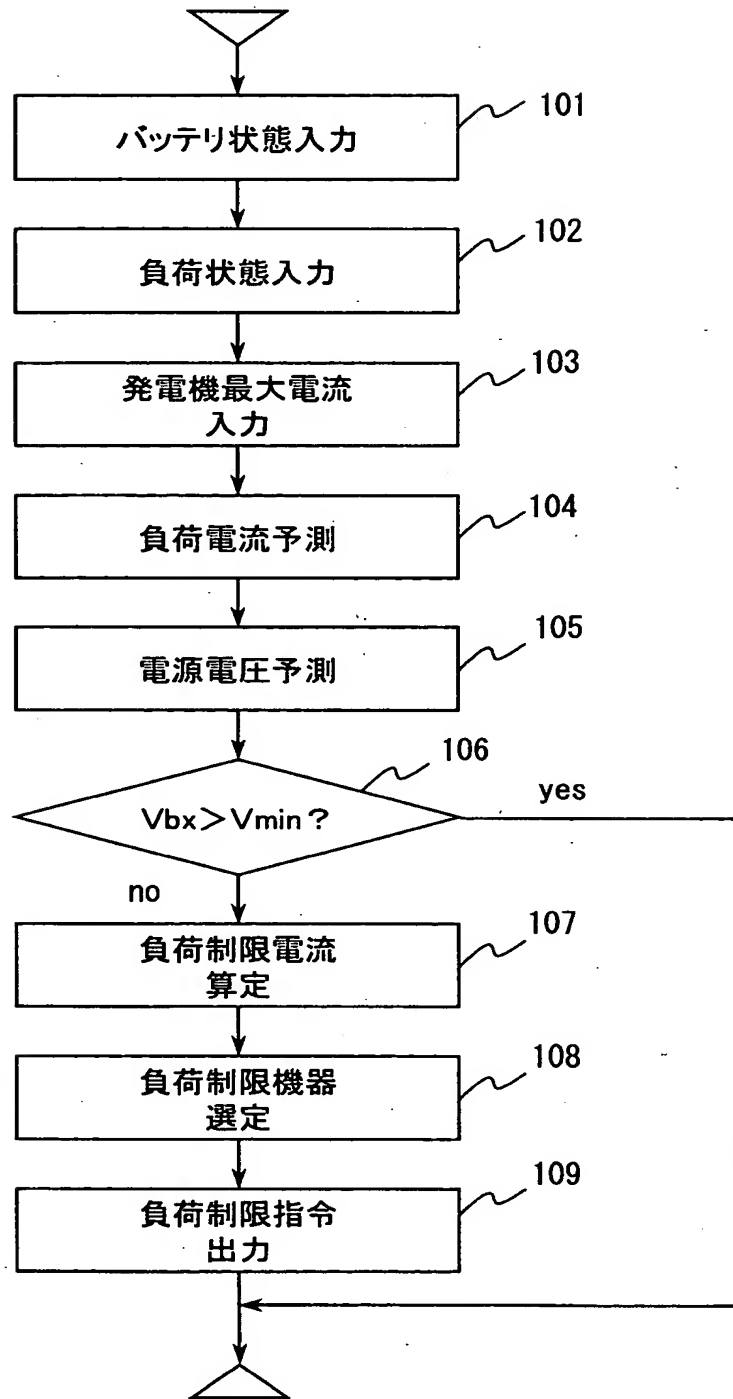 バッテリ状態入力
101
負荷状態入力
102
発電機最大電流
入力
103
負荷電流予測
104
電源電圧予測
105
Vbx＞Vmin？
106
yes
no
負荷制限電流
算定
107
負荷制限機器
選定
108
負荷制限指令
出力
109